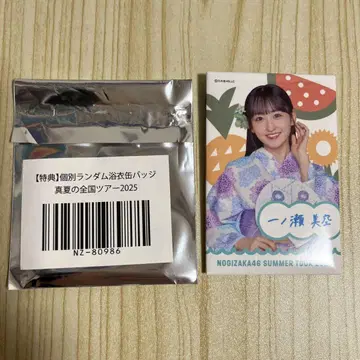 【特典】個別ランダム浴衣缶バッジ
真夏の全国ツアー2025
NZ-80986
一ノ瀬 美空
NOGIZAKA46 SUMMER TOUR